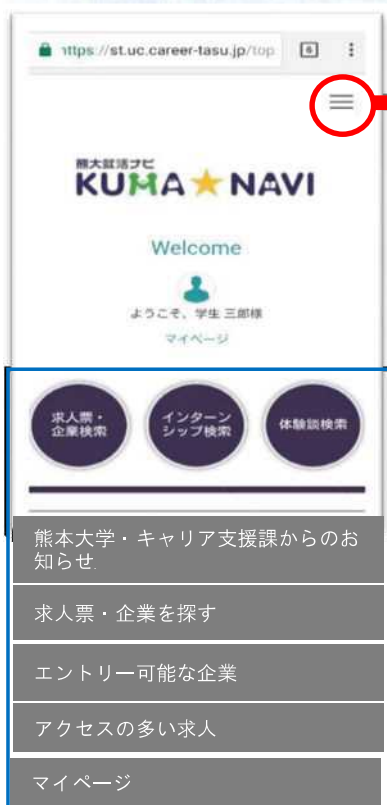 https://st.uc.career-tasu.jp/top
6
熊大就活ナビ
KUMA★NAVI
Welcome
ようこそ、学生 三郎様
マイページ
求人票・
企業検索
インターン
シップ検索
体験談検索
熊本大学・キャリア支援課からのお
知らせ
求人票・企業を探す
エントリー可能な企業
アクセスの多い求人
マイページ